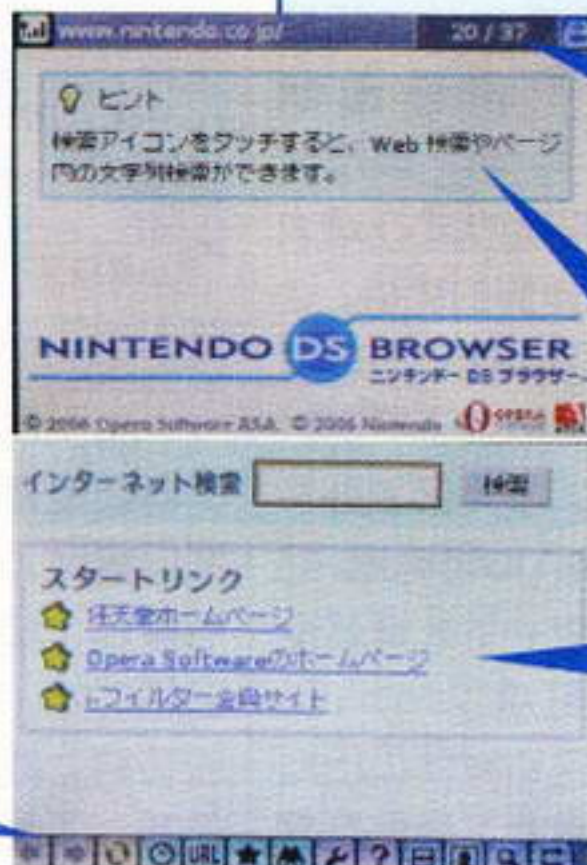 www.nintendo.co.jp/
20 / 37
ヒント
検索アイコンをタッチすると、Web 検索やページ
内の文字列検索ができます。
NINTENDO DS BROWSER
ニンテンドー DS ブラウザー
© 2006 Opera Software ASA. © 2006 Nintendo
インターネット検索
検索
スタートリンク
任天堂ホームページ
Opera Softwareのホームページ
iフィルター会員サイト
URL
?